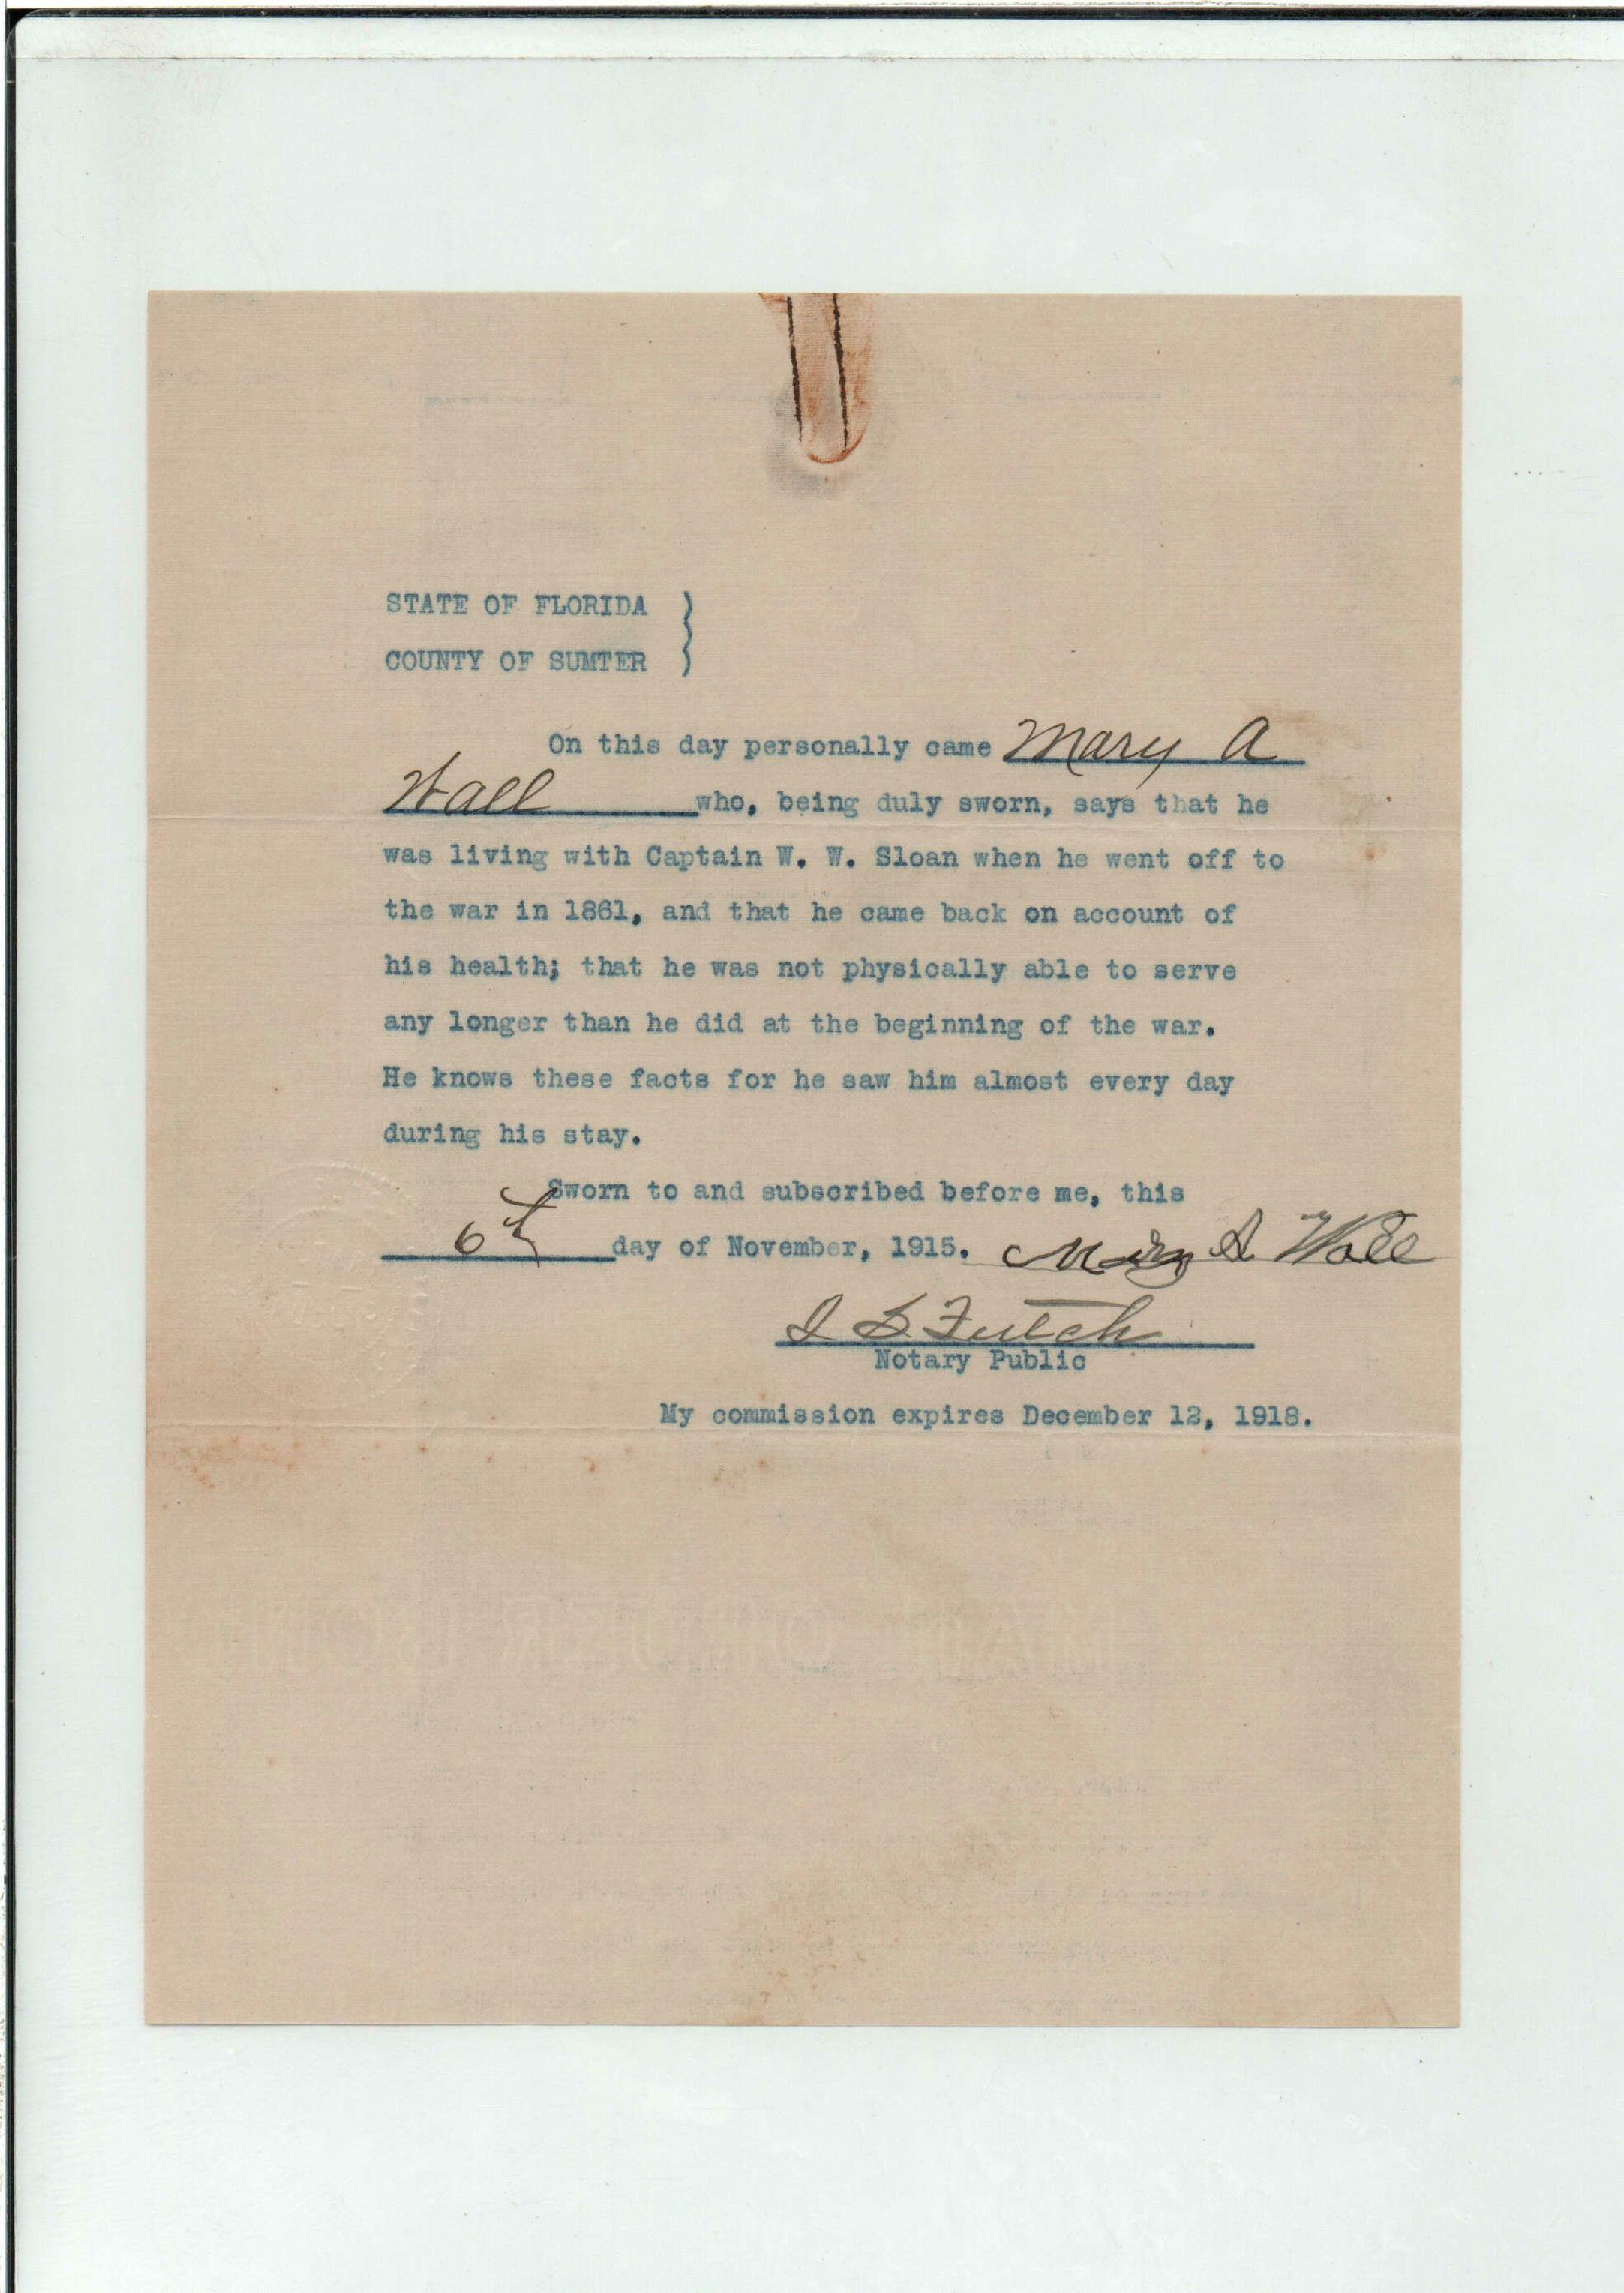 STATE OF FLORIDA }
COUNTY OF SUMTER }
On this day personally came Mary A
Wall who, being duly sworn, says that he
was living with Captain W. W. Sloan when he went off to
the war in 1861, and that he came back on account of
his health; that he was not physically able to serve
any longer than he did at the beginning of the war.
He knows these facts for he saw him almost every day
during his stay.
Sworn to and subscribed before me, this
6th day of November, 1915. Mary A Wall
Futch
Notary Public
My commission expires December 12, 1918.